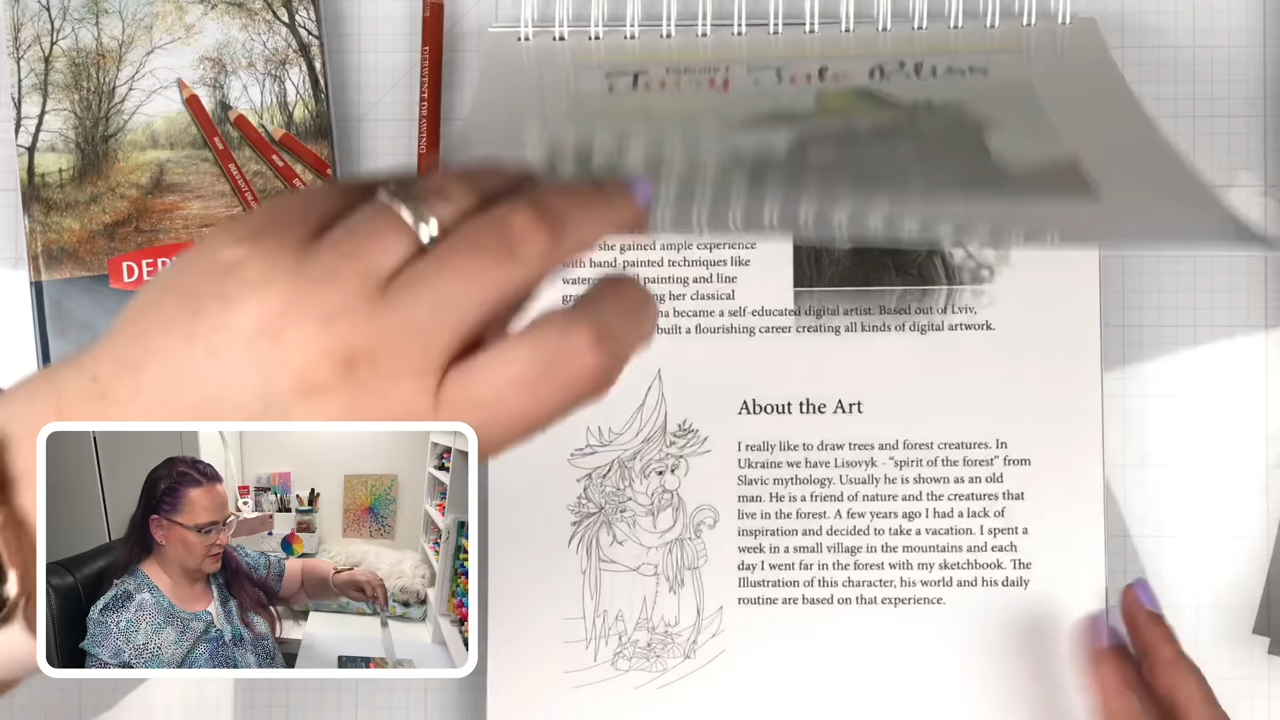 DERWENT DRAWING
DERWENT DRA
DER
she gained ample experience
with hand-painted techniques like
painting and line
her classical
became a self-educated digital artist. Based out of Lviv,
built a flourishing career creating all kinds of digital artwork.
About the Art
I really like to draw trees and forest creatures. In
Ukraine we have Lisovyk - “spirit of the forest” from
Slavic mythology. Usually he is shown as an old
man. He is a friend of nature and the creatures that
live in the forest. A few years ago I had a lack of
inspiration and decided to take a vacation. I spent a
week in a small village in the mountains and each
day I went far in the forest with my sketchbook. The
Illustration of this character, his world and his daily
routine are based on that experience.